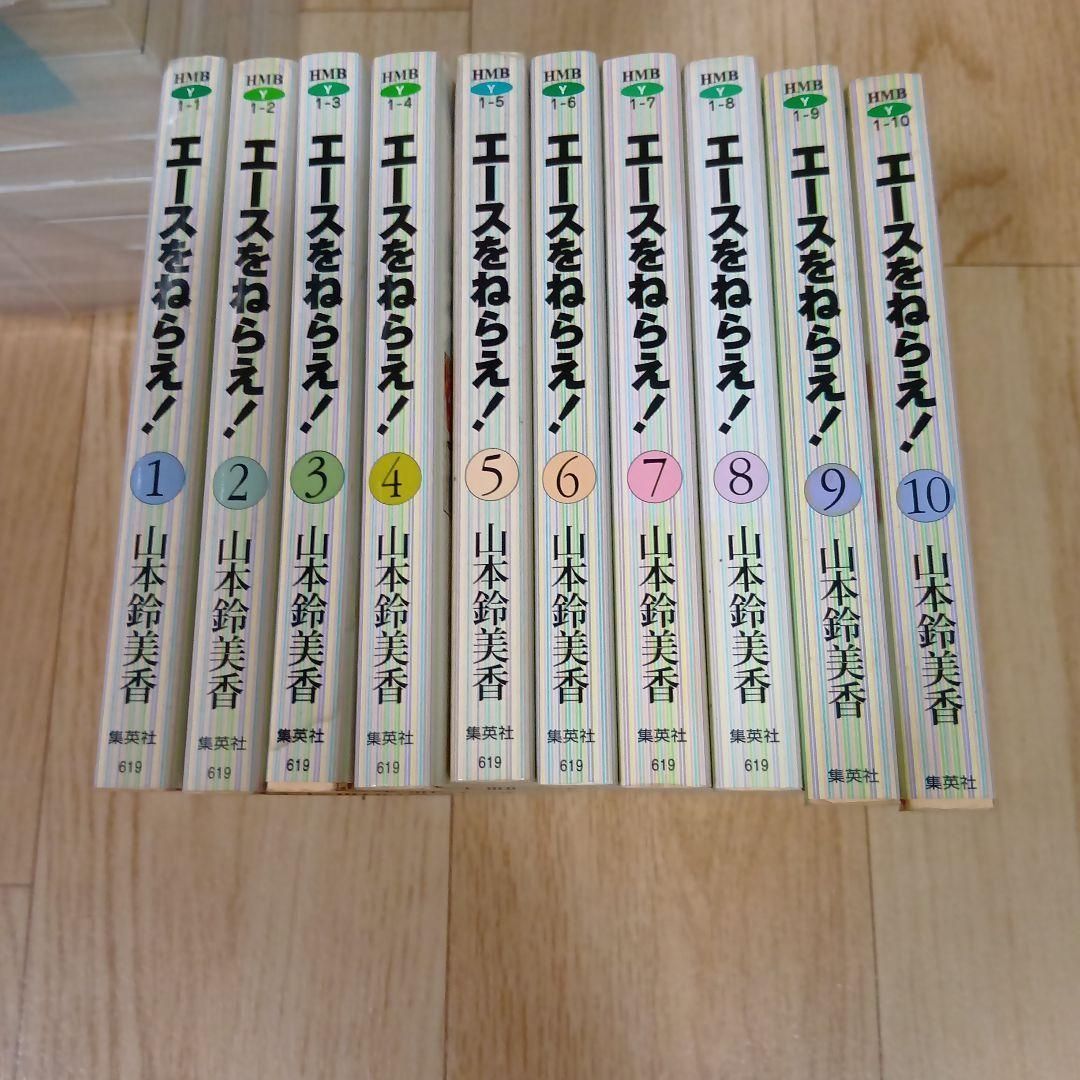 HMB
Y
1-1
エースをねらえ!
1
山本鈴美香
集英社
619
HMB
Y
1-2
エースをねらえ!
2
山本鈴美香
集英社
619
HMB
Y
1-3
エースをねらえ!
3
山本鈴美香
集英社
619
HMB
Y
1-4
エースをねらえ!
4
山本鈴美香
集英社
619
HMB
Y
1-5
エースをねらえ!
5
山本鈴美香
集英社
619
HMB
Y
1-6
エースをねらえ!
6
山本鈴美香
集英社
619
HMB
Y
1-7
エースをねらえ!
7
山本鈴美香
集英社
619
HMB
Y
1-8
エースをねらえ!
8
山本鈴美香
集英社
619
HMB
Y
1-9
エースをねらえ!
9
山本鈴美香
集英社
HMB
Y
1-10
エースをねらえ!
10
山本鈴美香
集英社